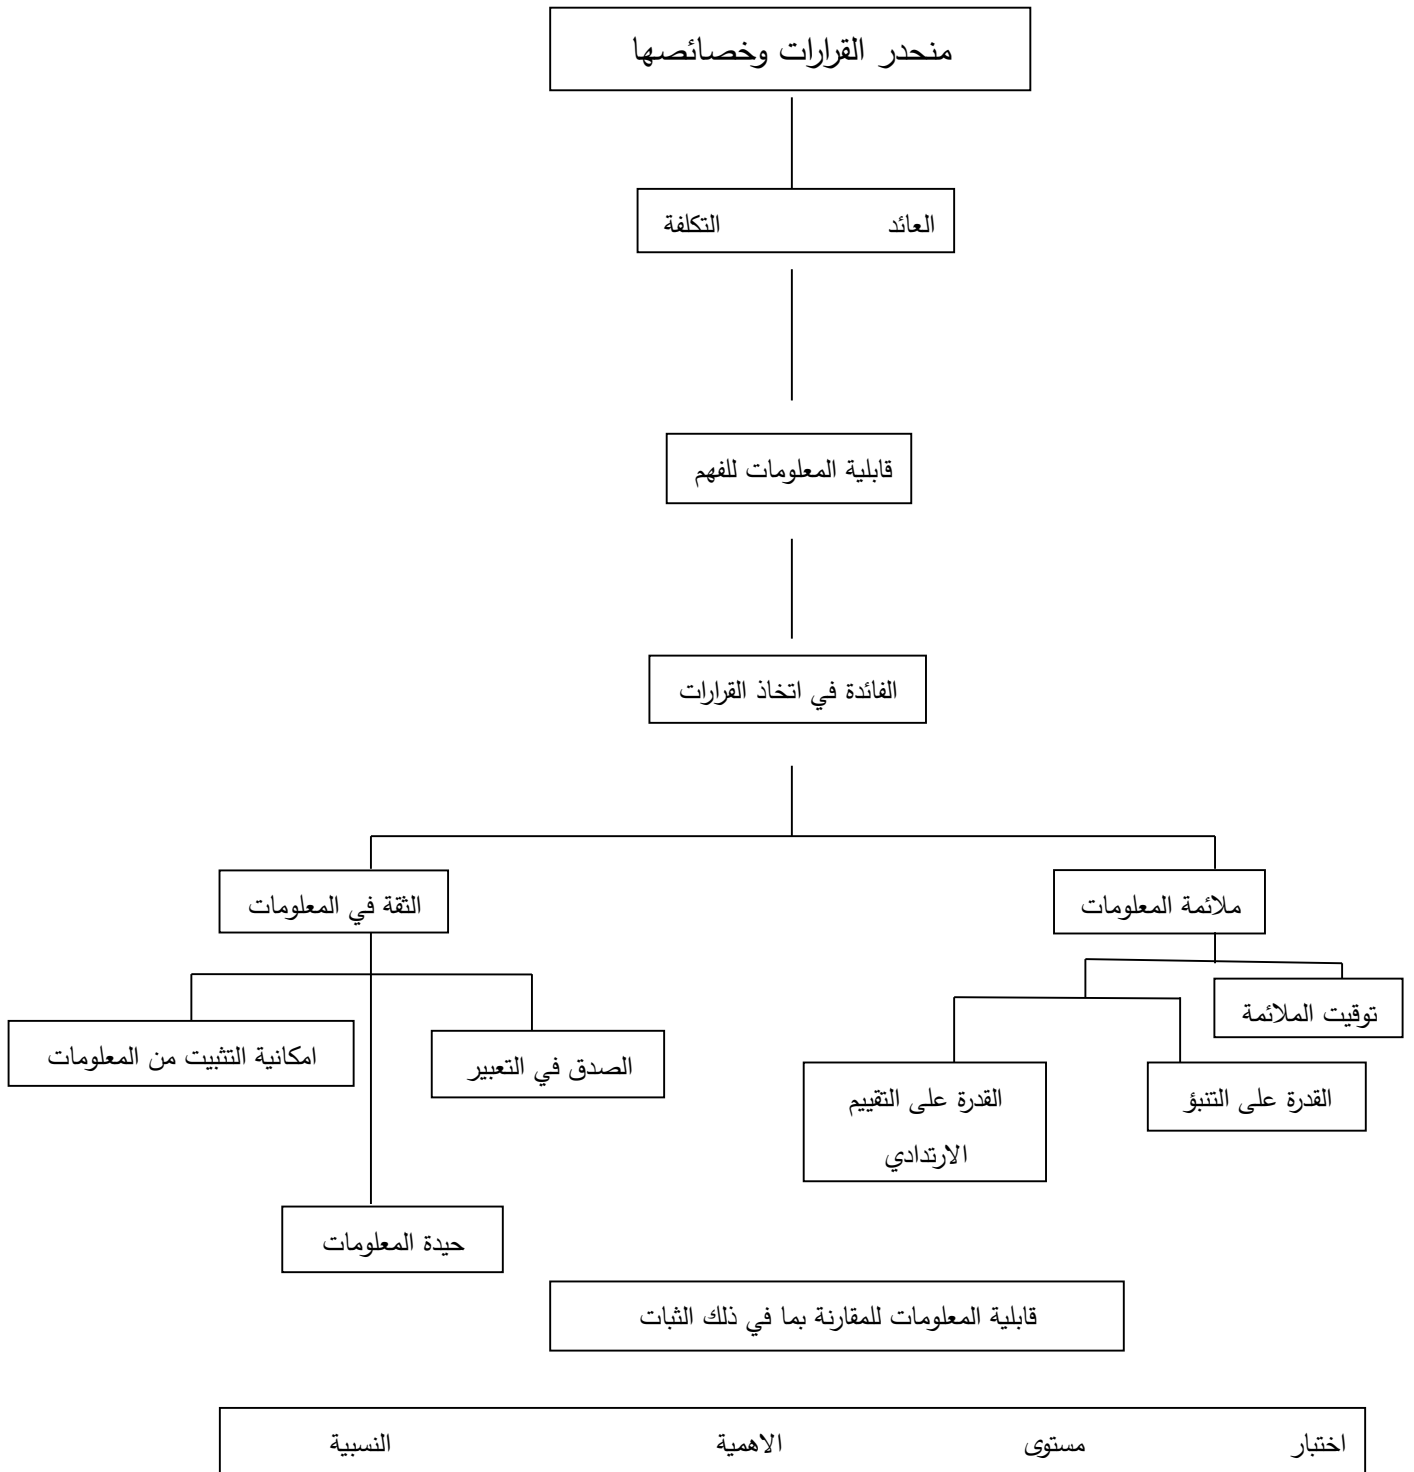 منحدر القرارات وخصائصها
العائد التكلفة
قابلية المعلومات للفهم
الفائدة في اتخاذ القرارات
ملائمة المعلومات
الثقة في المعلومات
توقيت الملائمة
القدرة على التنبؤ
القدرة على التقييم
الارتدادي
الصدق في التعبير
امكانية التثبيت من المعلومات
حيدة المعلومات
قابلية المعلومات للمقارنة بما في ذلك الثبات
اختبار مستوى الاهمية النسبية